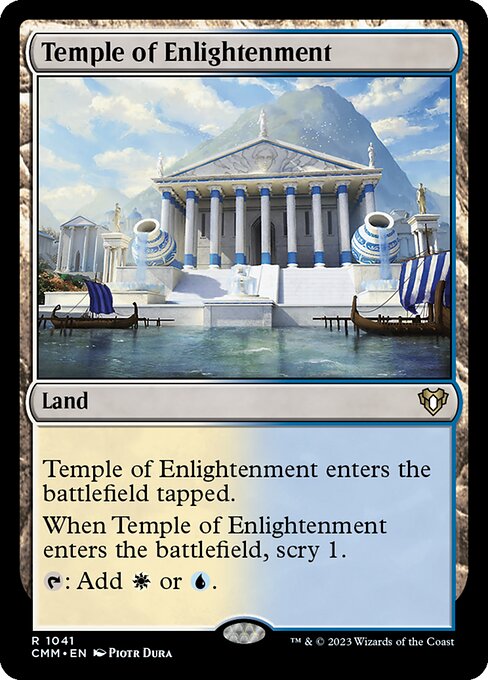 Temple of Enlightenment
Land
Temple of Enlightenment enters the
battlefield tapped.
When Temple of Enlightenment
enters the battlefield, scry 1.
: Add or .
R 1041
CMM • EN Piotr Dura
™ & © 2023 Wizards of the Coast